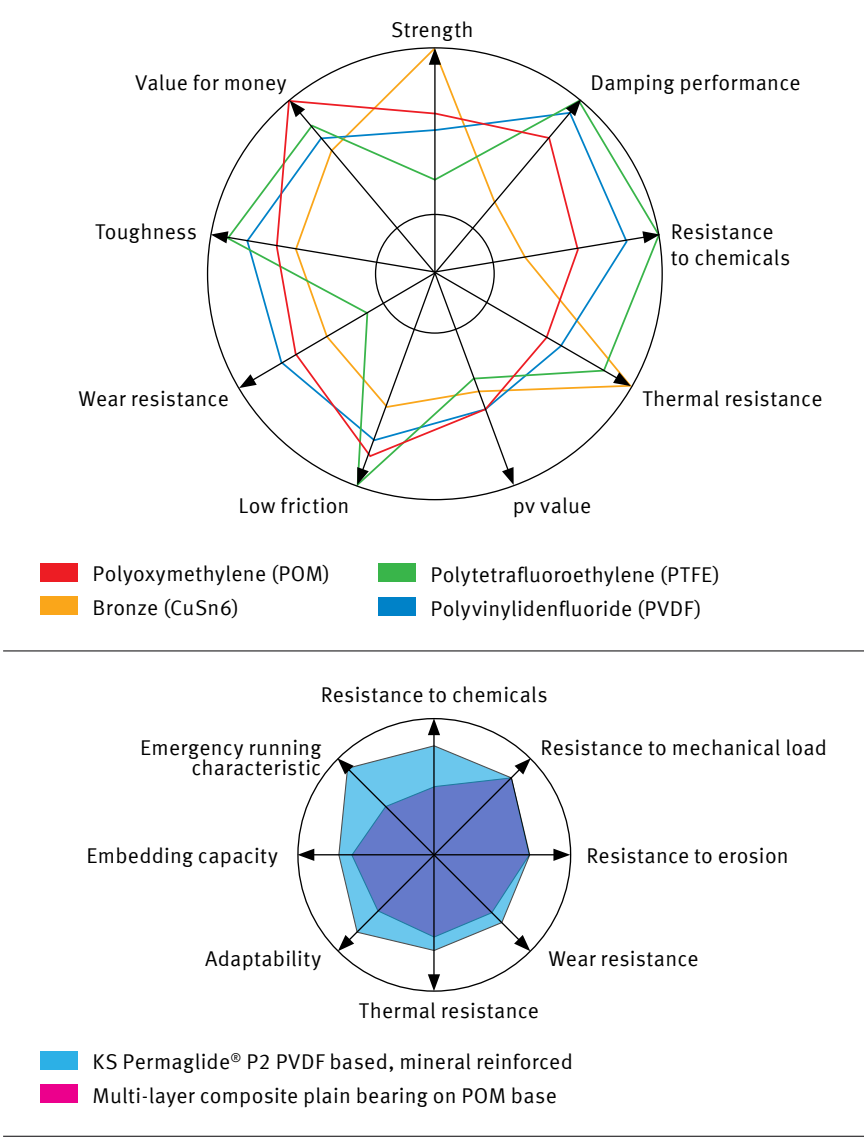 Strength
Value for money
Damping performance
Toughness
Resistance
to chemicals
Wear resistance
Thermal resistance
Low friction
pv value
Polyoxymethylene (POM)
Polytetrafluoroethylene (PTFE)
Bronze (CuSn6)
Polyvinylidenfluoride (PVDF)
Resistance to chemicals
Emergency running
characteristic
Resistance to mechanical load
Embedding capacity
Resistance to erosion
Adaptability
Wear resistance
Thermal resistance
KS Permaglide® P2 PVDF based, mineral reinforced
Multi-layer composite plain bearing on POM base